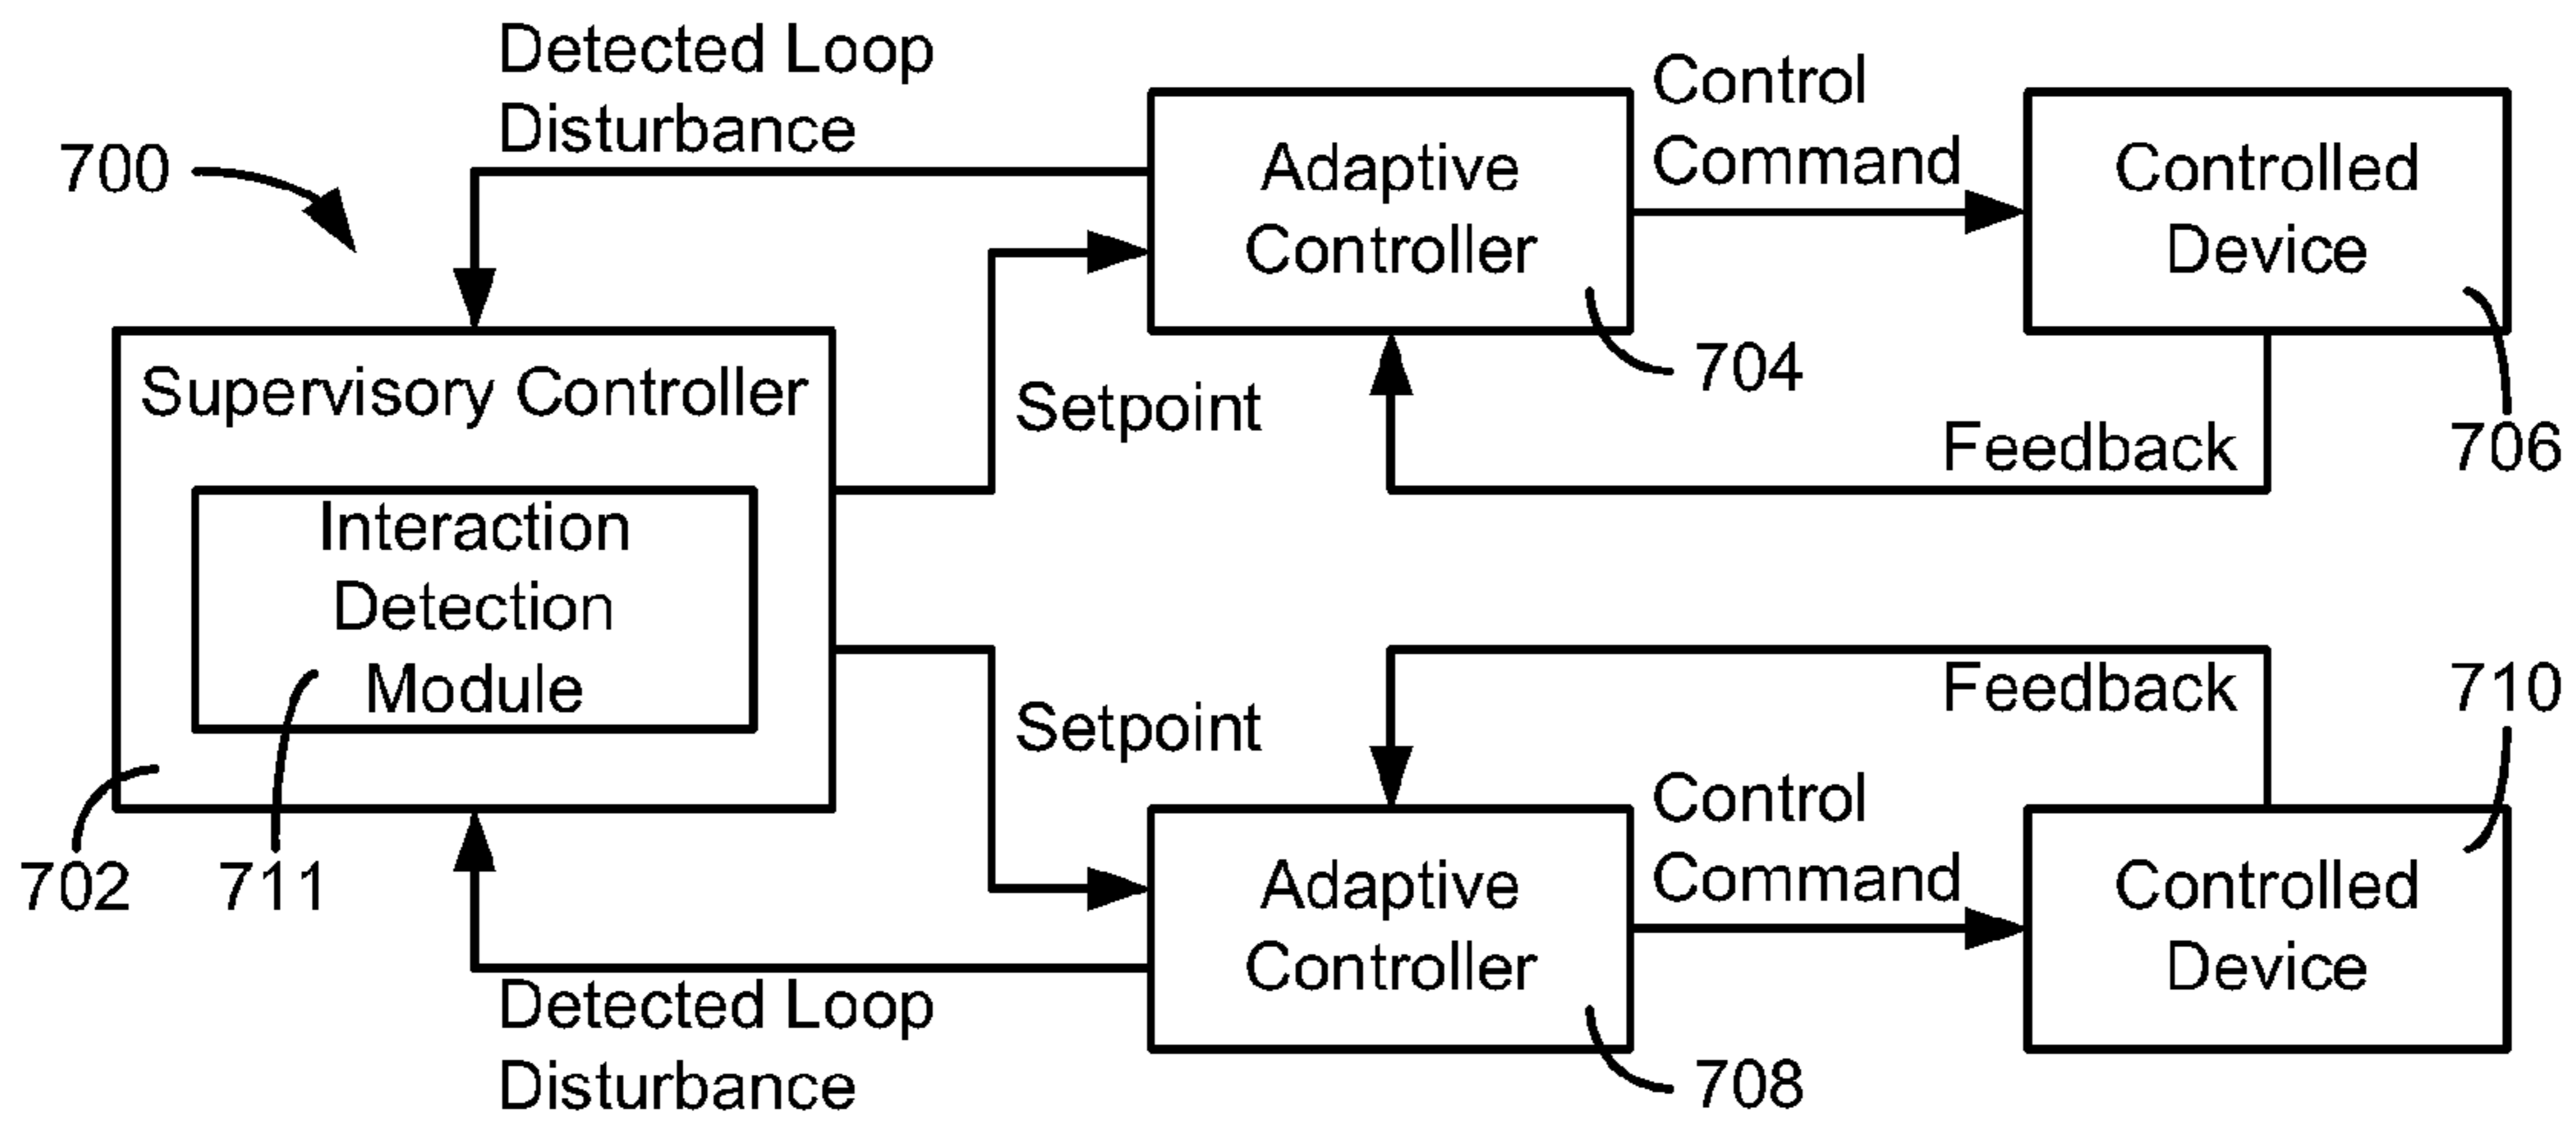 Detected Loop
Disturbance
700
Adaptive
Controller
704
Control
Command
Controlled
Device
706
Supervisory Controller
Interaction
Detection
Module
702
711
Setpoint
Feedback
Setpoint
Feedback
710
Adaptive
Controller
708
Control
Command
Controlled
Device
Detected Loop
Disturbance